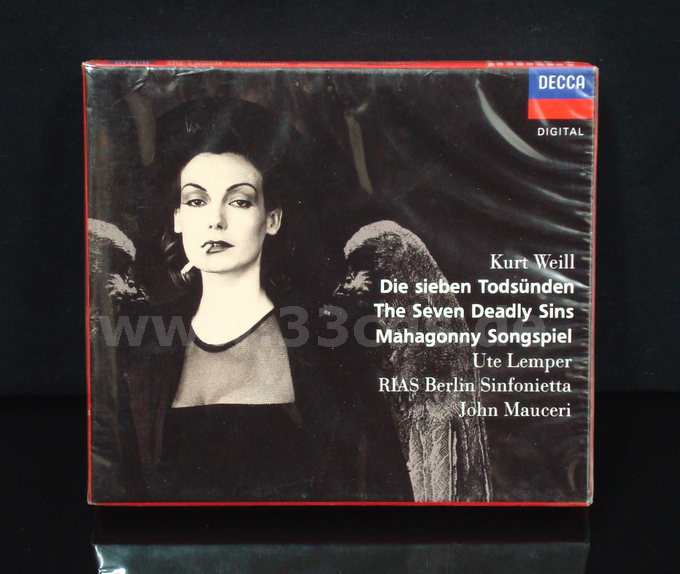 DECCA
DIGITAL
Kurt Weill
Die sieben Todsünden
The Seven Deadly Sins
Mahagonny Songspiel
Ute Lemper
RIAS Berlin Sinfonietta
John Mauceri